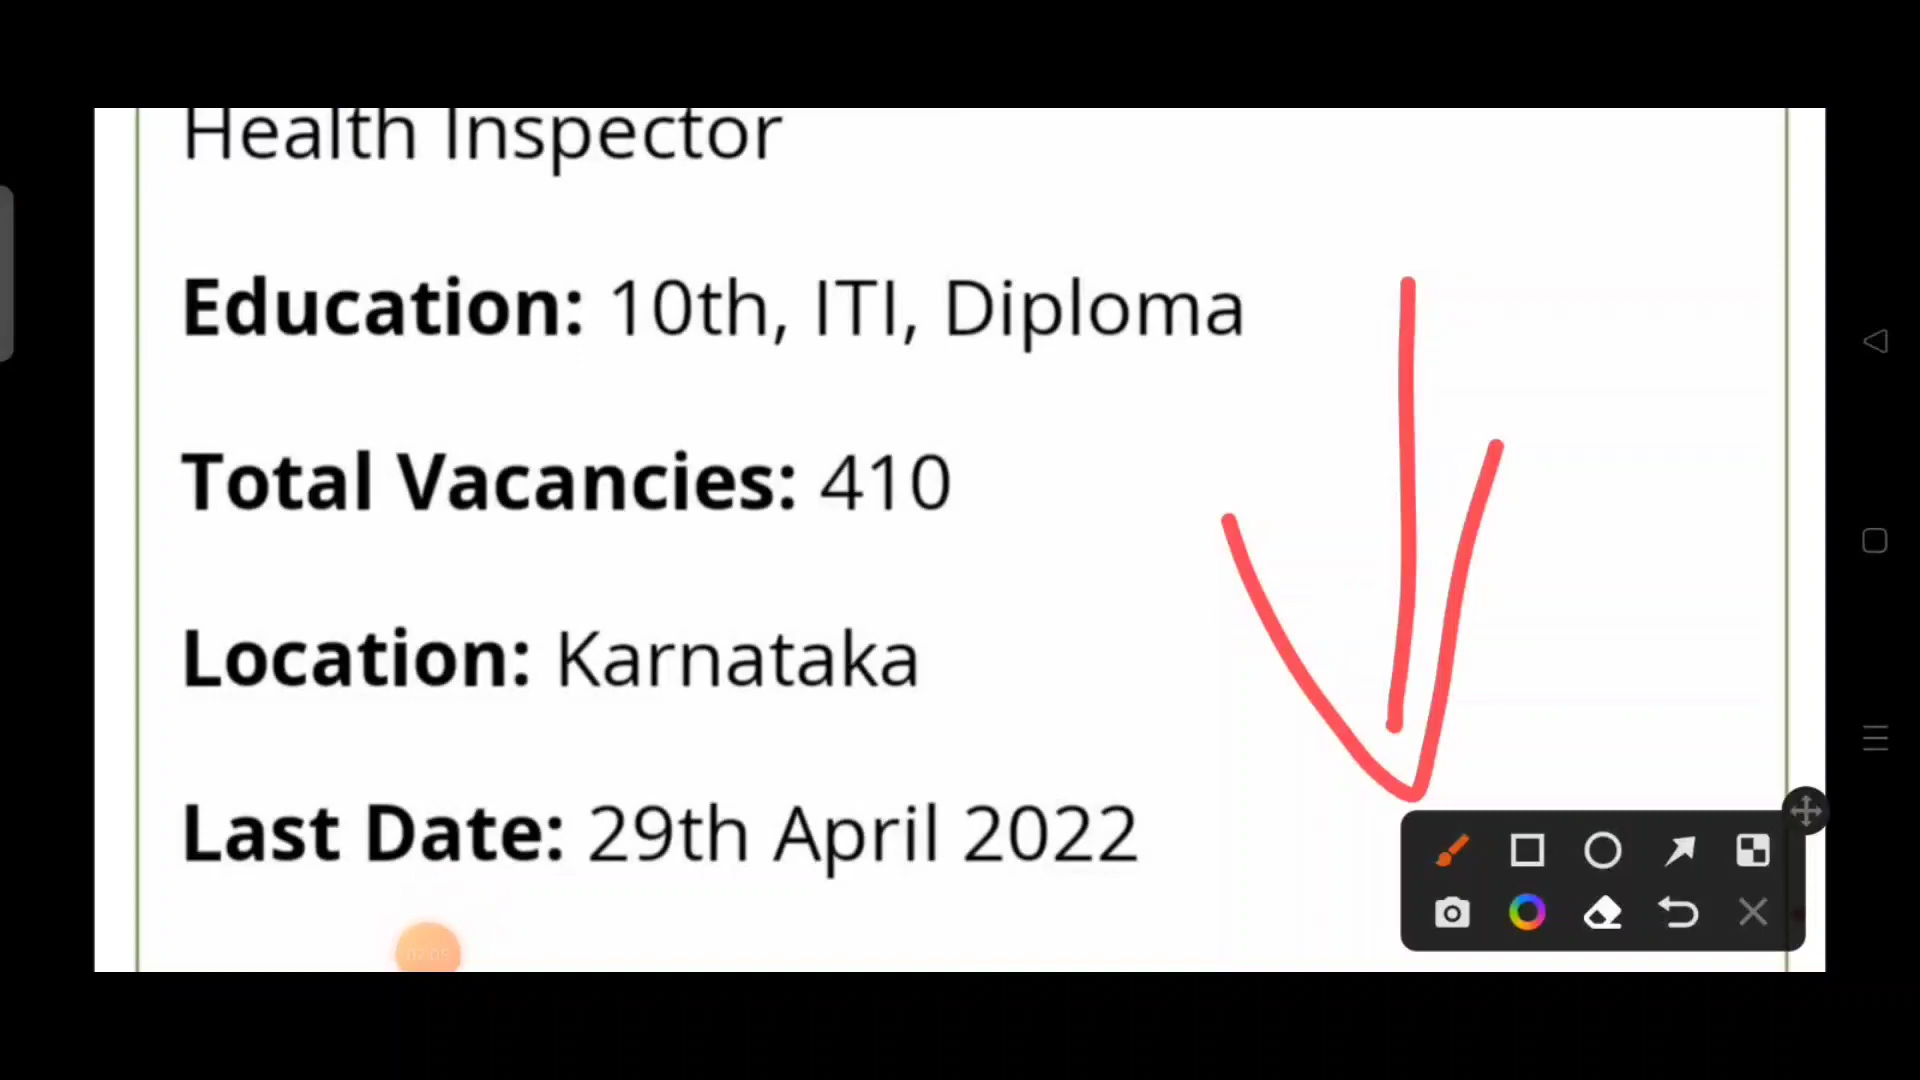 Health Inspector
Education: 10th, ITI, Diploma
Total Vacancies: 410
Location: Karnataka
Last Date: 29th April 2022